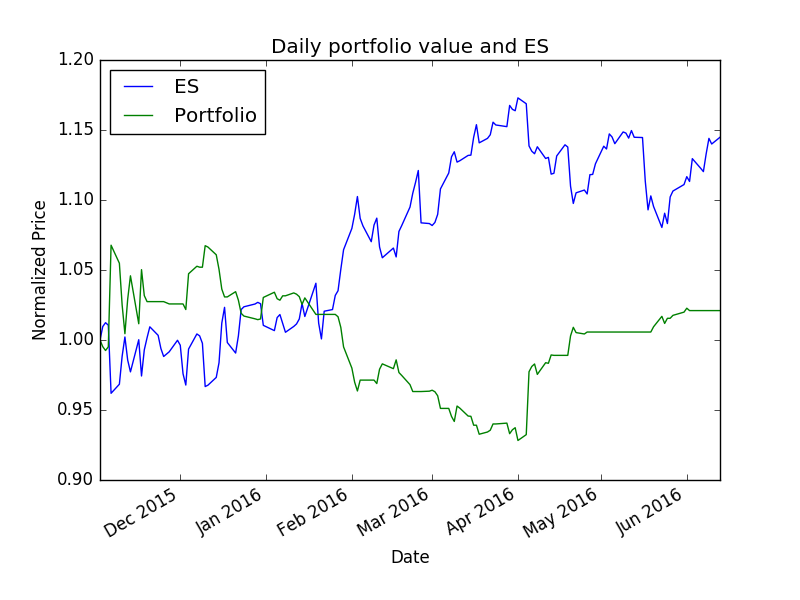 Daily portfolio value and ES
ES
Portfolio
1.20
1.15
1.10
1.05
1.00
0.95
0.90
Normalized Price
Dec 2015
Jan 2016
Feb 2016
Mar 2016
Apr 2016
May 2016
Jun 2016
Date